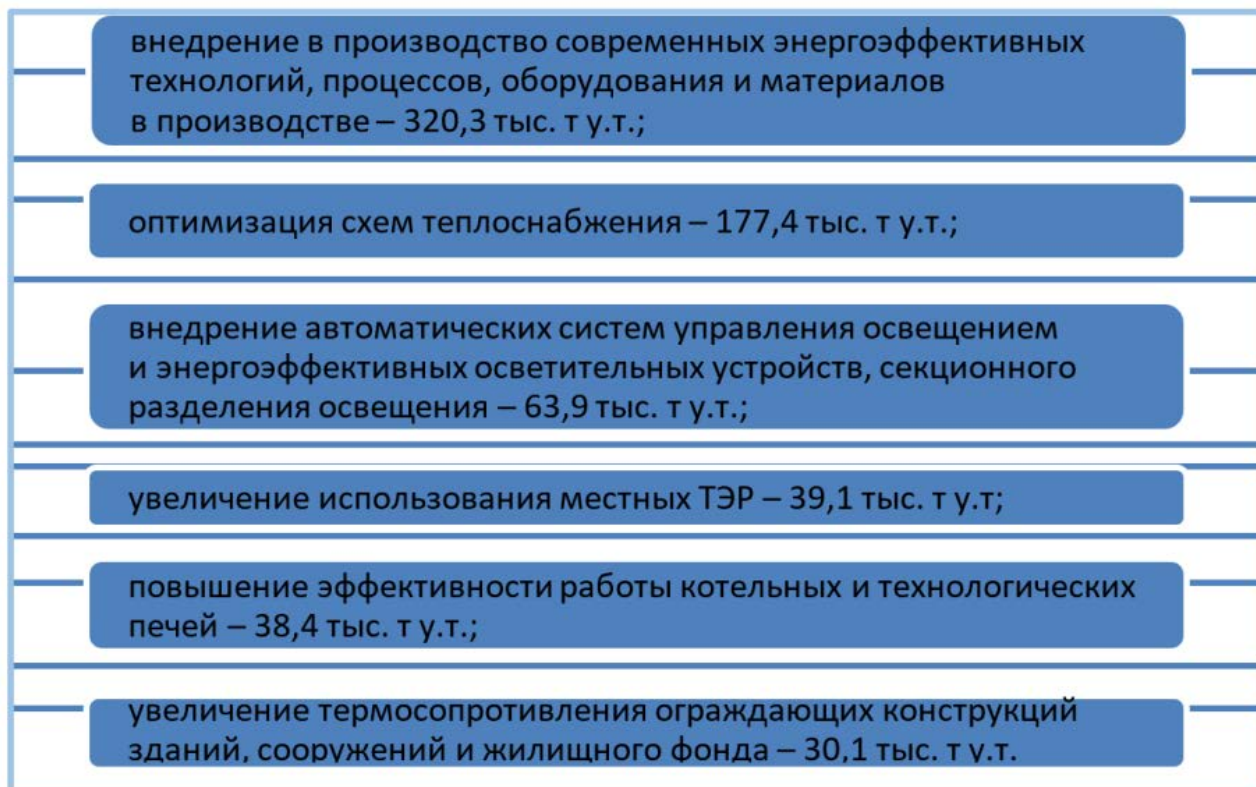 внедрение в производство современных энергоэффективных
технологий, процессов, оборудования и материалов
в производстве – 320,3 тыс. т у.т.;
оптимизация схем теплоснабжения – 177,4 тыс. т у.т.;
внедрение автоматических систем управления освещением
и энергоэффективных осветительных устройств, секционного
разделения освещения – 63,9 тыс. т у.т.;
увеличение использования местных ТЭР – 39,1 тыс. т у.т;
повышение эффективности работы котельных и технологических
печей – 38,4 тыс. т у.т.;
увеличение термосопротивления ограждающих конструкций
зданий, сооружений и жилищного фонда – 30,1 тыс. т у.т.